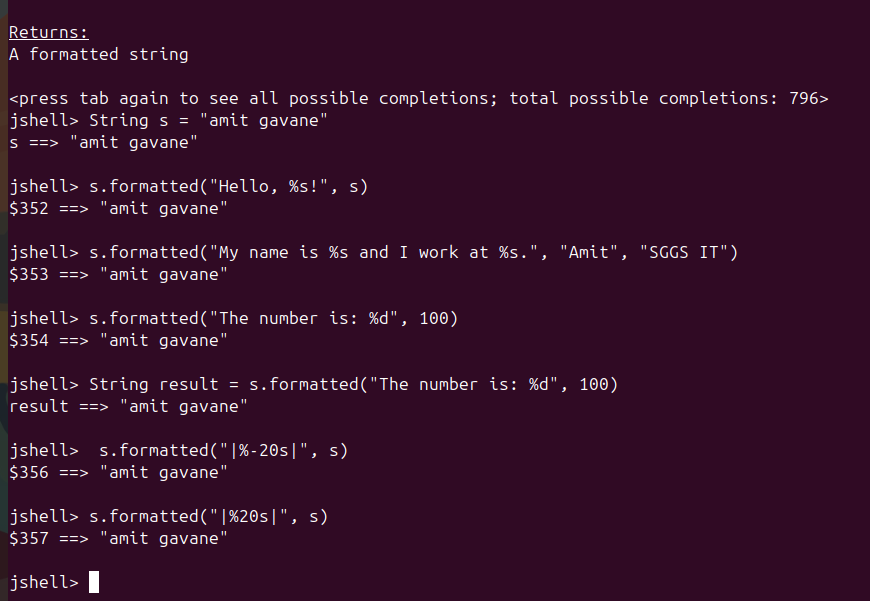 Returns:
A formatted string
<press tab again to see all possible completions; total possible completions: 796>
jshell> String s = "amit gavane"
s ==> "amit gavane"
jshell> s.formatted("Hello, %s!", s)
$352 ==> "amit gavane"
jshell> s.formatted("My name is %s and I work at %s.", "Amit", "SGGS IT")
$353 ==> "amit gavane"
jshell> s.formatted("The number is: %d", 100)
$354 ==> "amit gavane"
jshell> String result = s.formatted("The number is: %d", 100)
result ==> "amit gavane"
jshell>  s.formatted("|%-20s|", s)
$356 ==> "amit gavane"
jshell> s.formatted("|%20s|", s)
$357 ==> "amit gavane"
jshell>